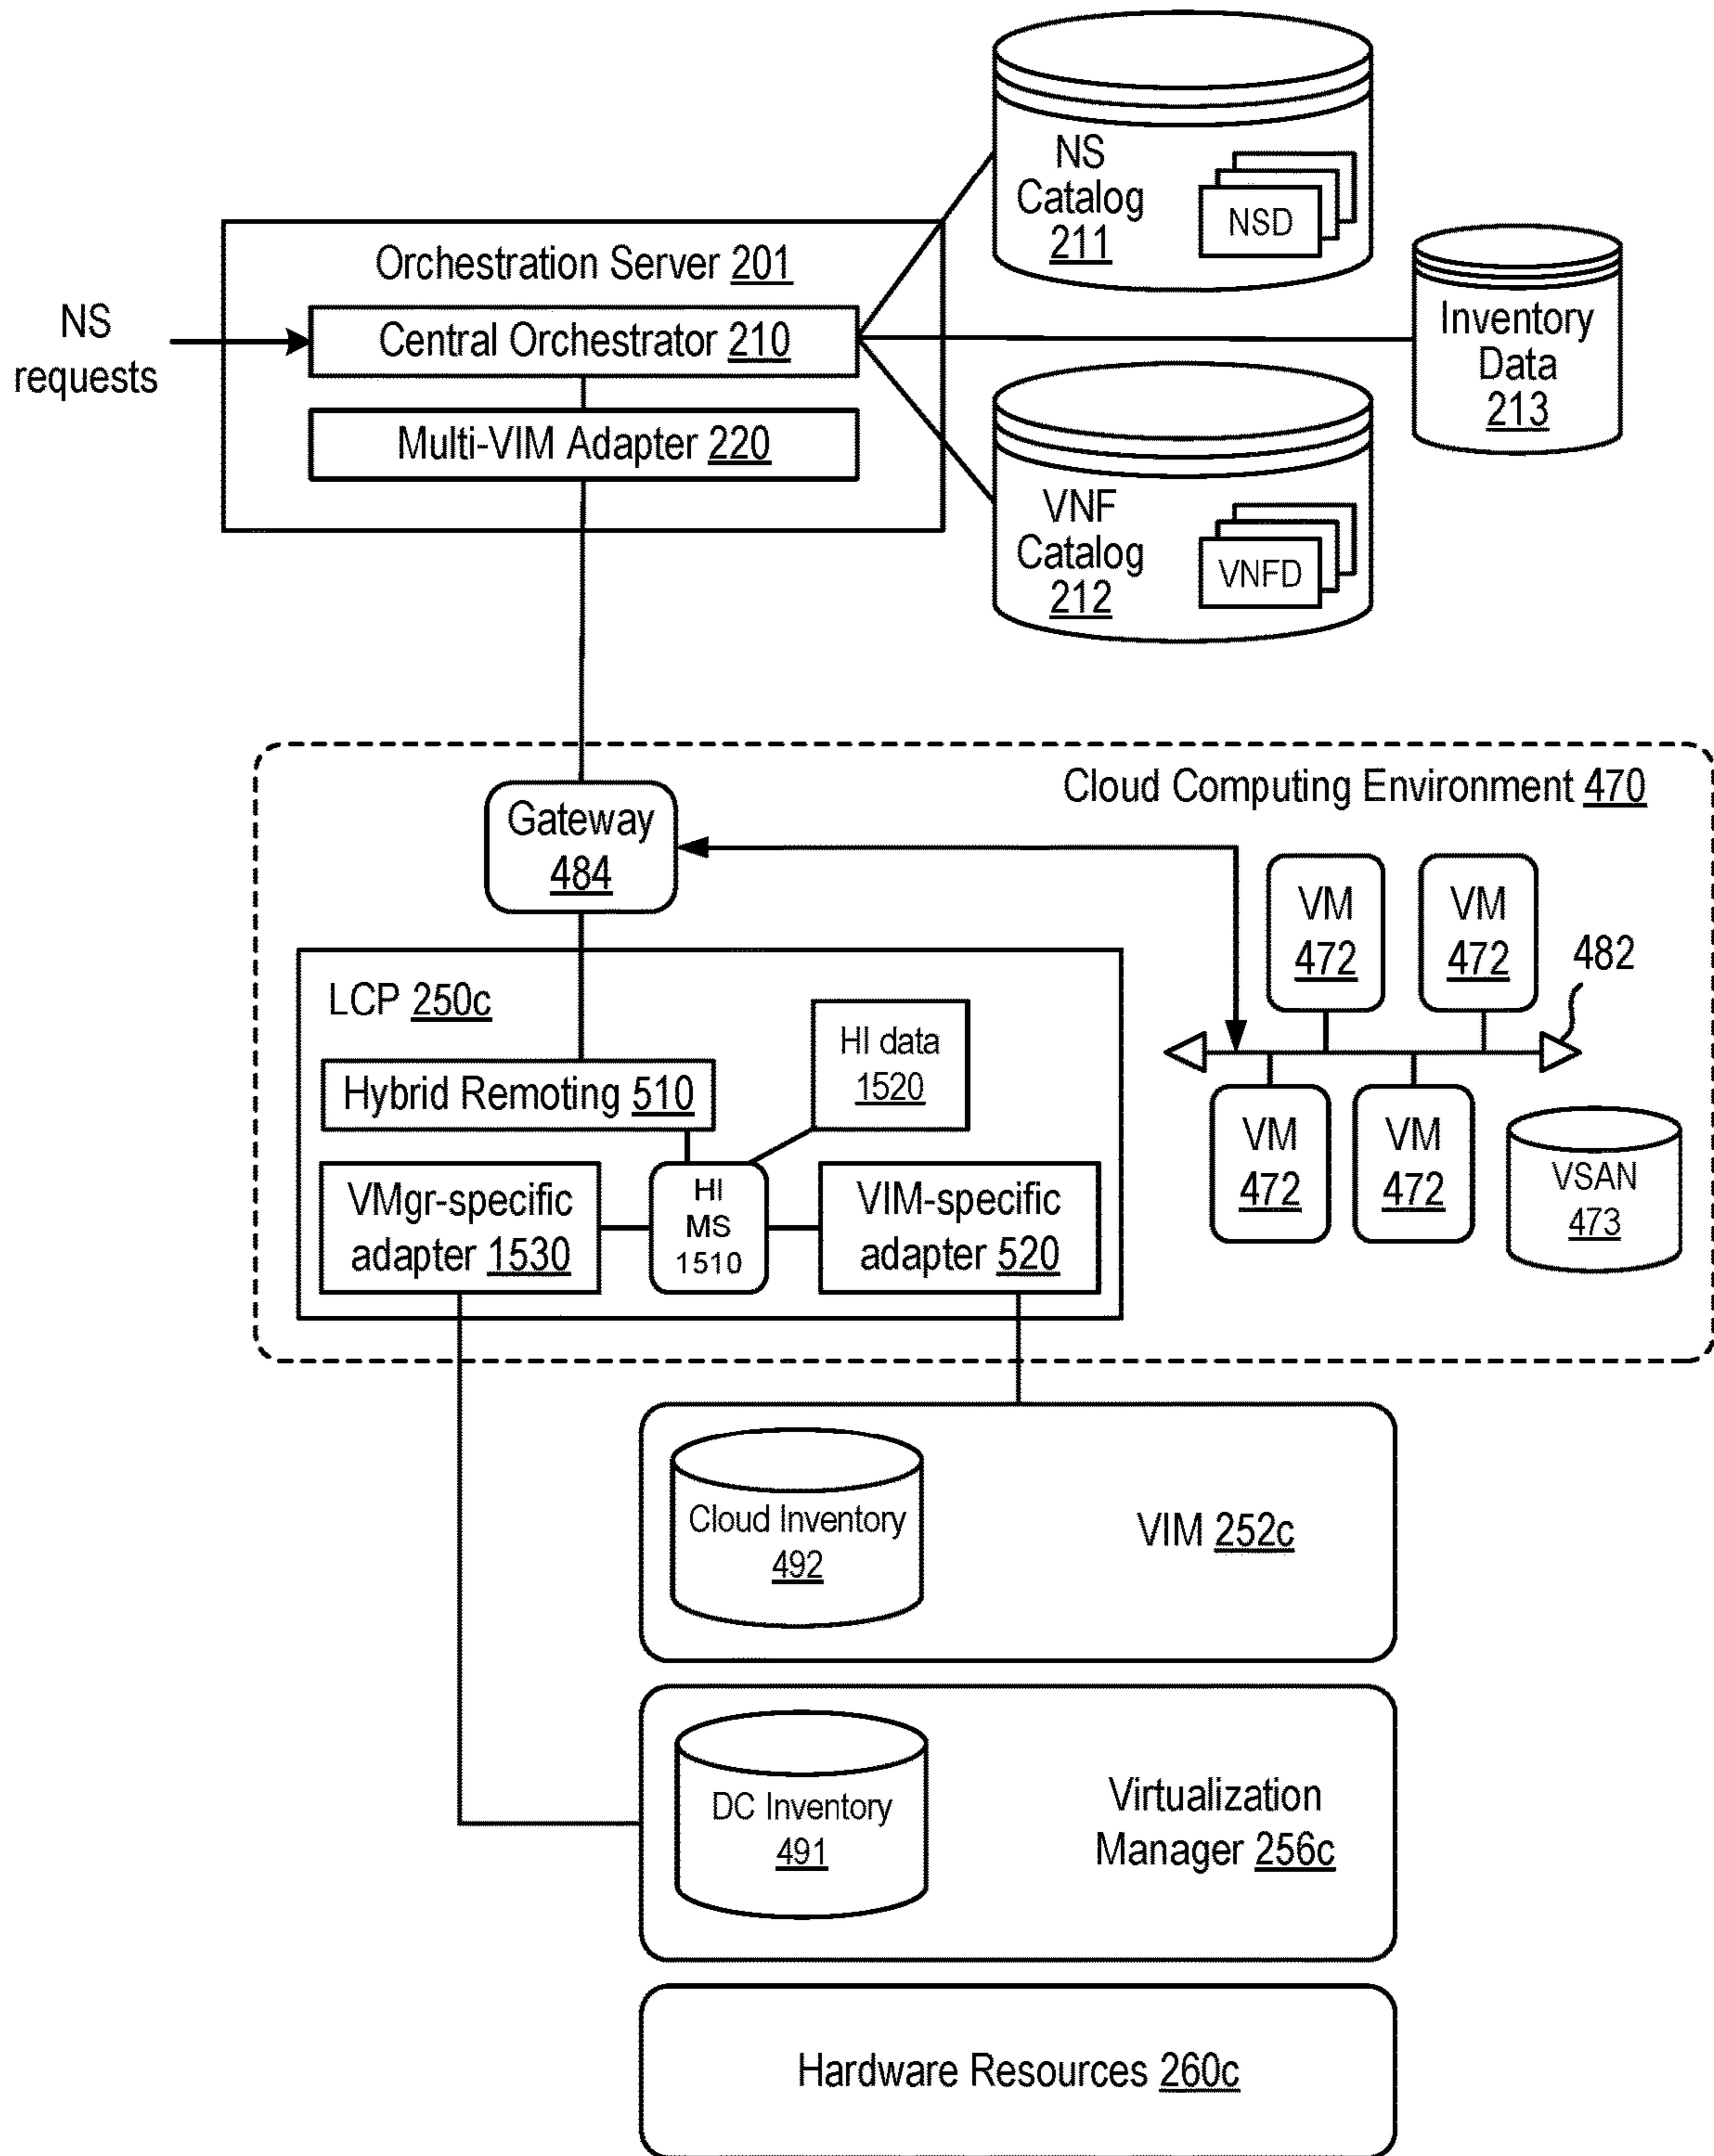 NS
Catalog
211
NSD
Orchestration Server 201
NS
requests
Central Orchestrator 210
Inventory
Data
213
Multi-VIM Adapter 220
VNF
Catalog
212
VNFD
Cloud Computing Environment 470
Gateway
484
VM
472
VM
472
482
LCP 250c
HI data
1520
Hybrid Remoting 510
VM
472
VM
472
VSAN
473
VMgr-specific
adapter 1530
HI
MS
1510
VIM-specific
adapter 520
Cloud Inventory
492
VIM 252c
DC Inventory
491
Virtualization
Manager 256c
Hardware Resources 260c